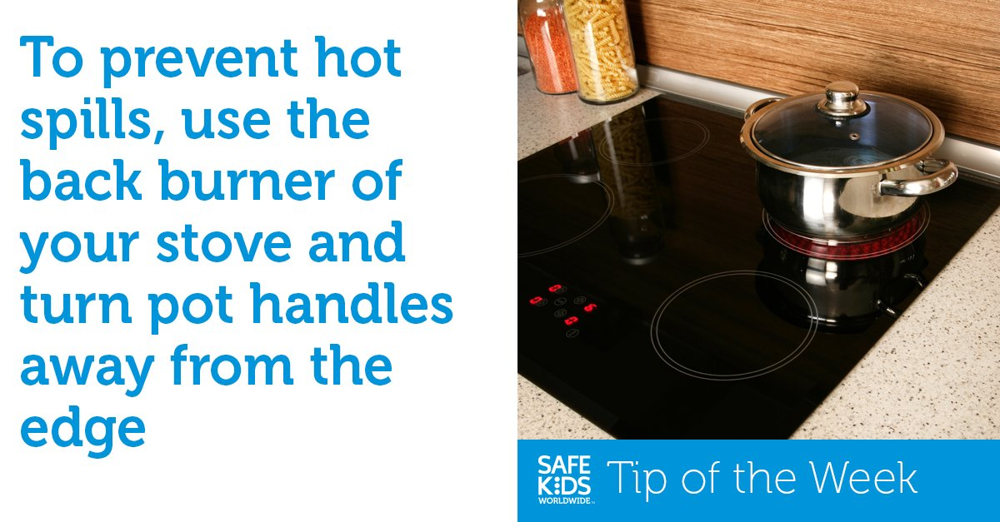 To prevent hot
spills, use the
back burner of
your stove and
turn pot handles
away from the
edge
SAFE
KIDS
WORLDWIDE
Tip of the Week